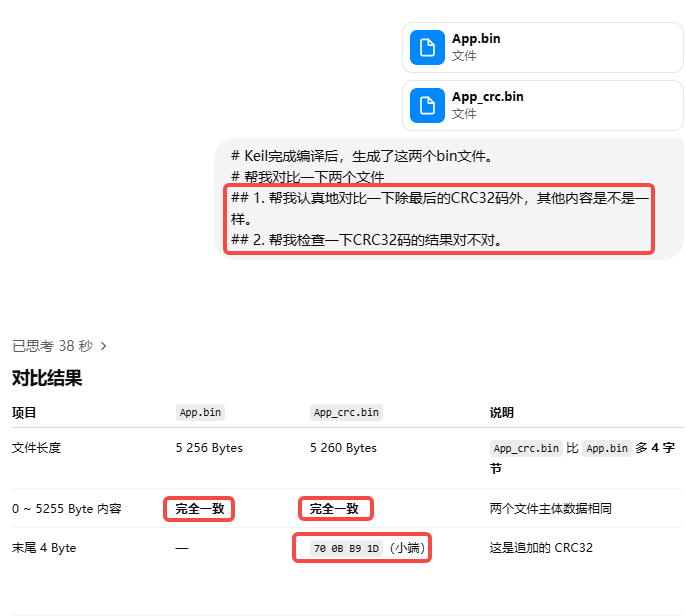 App.bin
文件
App_crc.bin
文件
# Keil完成编译后，生成了这两个bin文件。
# 帮我对比一下两个文件
## 1. 帮我认真地对比一下除最后的CRC32码外，其他内容是不是一
样。
## 2. 帮我检查一下CRC32码的结果对不对。
已思考 38 秒 >
对比结果
项目 App.bin App_crc.bin 说明
文件长度 5 256 Bytes 5 260 Bytes App_crc.bin 比 App.bin 多 4 字
节
0 ~ 5255 Byte 内容 完全一致 完全一致 两个文件主体数据相同
末尾 4 Byte — 70 0B B9 1D (小端) 这是追加的 CRC32